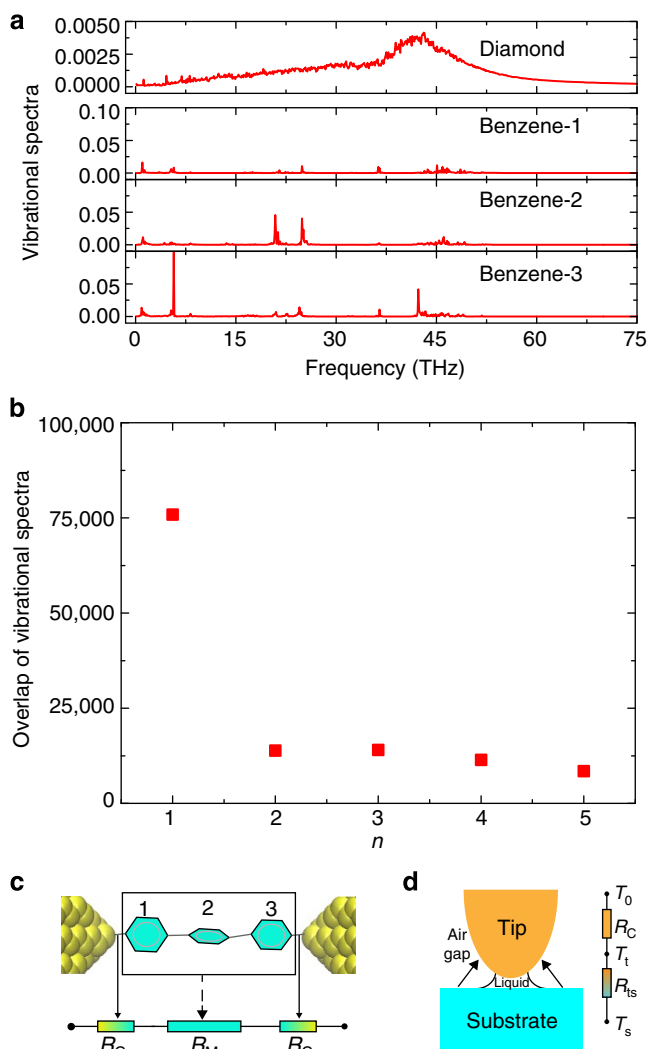 a
Vibrational spectra
0.0050
0.0025
0.0000
Diamond
0.10
0.05
0.00
Benzene-1
0.05
0.00
Benzene-2
0.05
0.00
Benzene-3
0 15 30 45 60 75
Frequency (THz)
b
Overlap of vibrational spectra
100,000
75,000
50,000
25,000
0
1 2 3 4 5
n
c
1 2 3
d
Tip
Air
gap
Liquid
Substrate
T0
RC
Tt
Rts
Ts